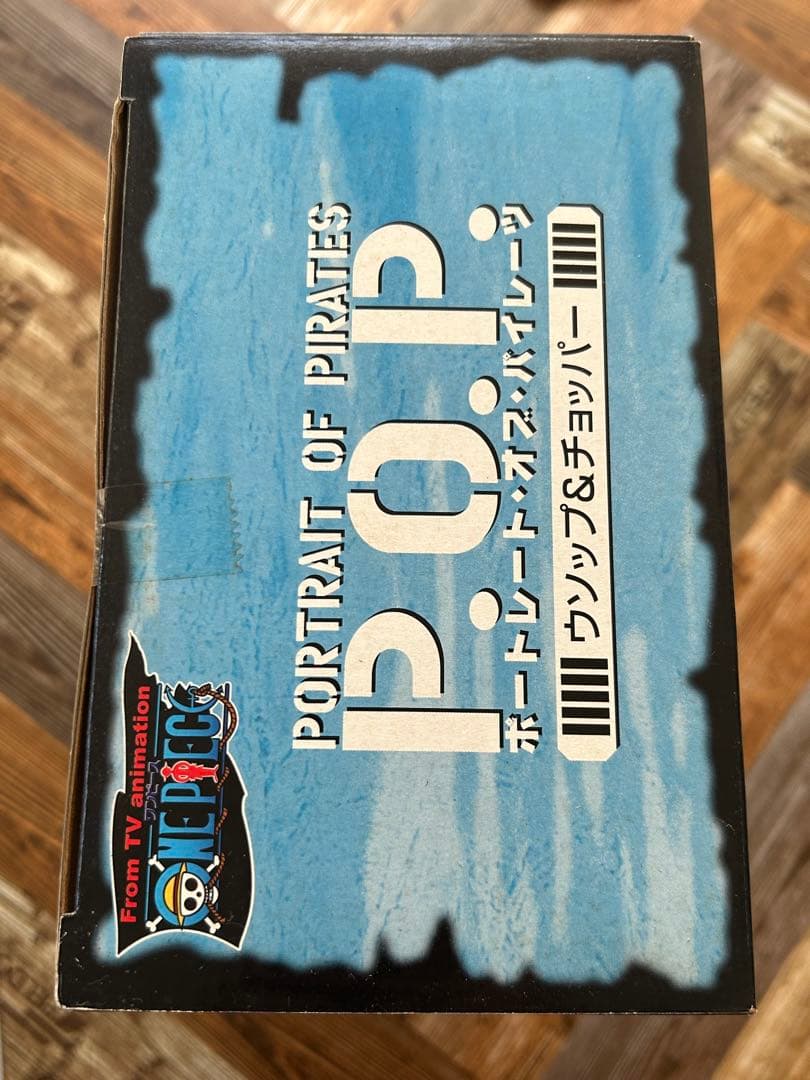 From TV animation
ワンピース
ONE PIECE
PORTRAIT OF PIRATES
P.O.P.
ポートレート・オブ・パイレーツ
ウソップ&チョッパー